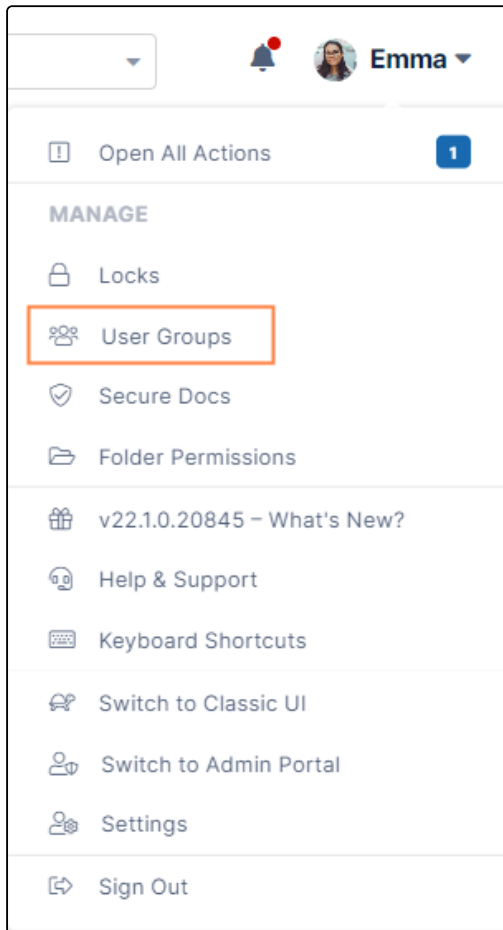 Emma
Open All Actions 1
MANAGE
Locks
User Groups
Secure Docs
Folder Permissions
v22.1.0.20845 – What's New?
Help & Support
Keyboard Shortcuts
Switch to Classic UI
Switch to Admin Portal
Settings
Sign Out